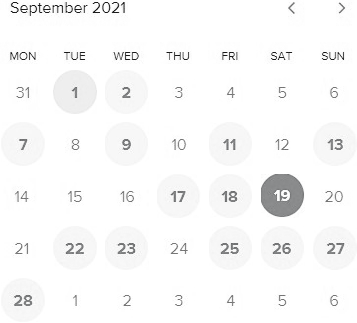 September 2021
MON TUE WED THU FRI SAT SUN
31 1 2 3 4 5 6
7 8 9 10 11 12 13
14 15 16 17 18 19 20
21 22 23 24 25 26 27
28 1 2 3 4 5 6